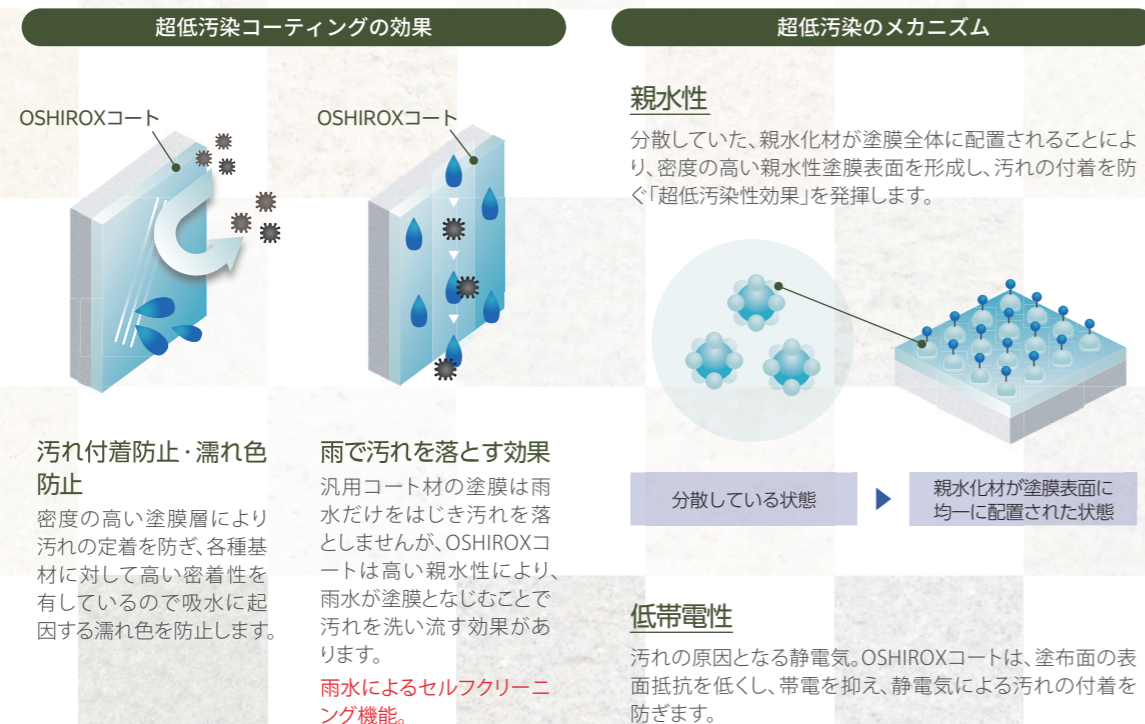 超低汚染コーティングの効果
OSHIROXコート
OSHIROXコート
汚れ付着防止・濡れ色
防止
密度の高い塗膜層により
汚れの定着を防ぎ、各種基
材に対して高い密着性を
有しているので吸水に起
因する濡れ色を防止します。
雨で汚れを落とす効果
汎用コート材の塗膜は雨
水だけをはじき汚れを落
としませんが、OSHIROXコ
ートは高い親水性により、
雨水が塗膜となじむことで
汚れを洗い流す効果があ
ります。
雨水によるセルフクリーニ
ング機能。
超低汚染のメカニズム
親水性
分散していた、親水化材が塗膜全体に配置されることによ
り、密度の高い親水性塗膜表面を形成し、汚れの付着を防
ぐ「超低汚染性効果」を発揮します。
分散している状態
親水化材が塗膜表面に
均一に配置された状態
低帯電性
汚れの原因となる静電気。OSHIROXコートは、塗布面の表
面抵抗を低くし、帯電を抑え、静電気による汚れの付着を
防ぎます。